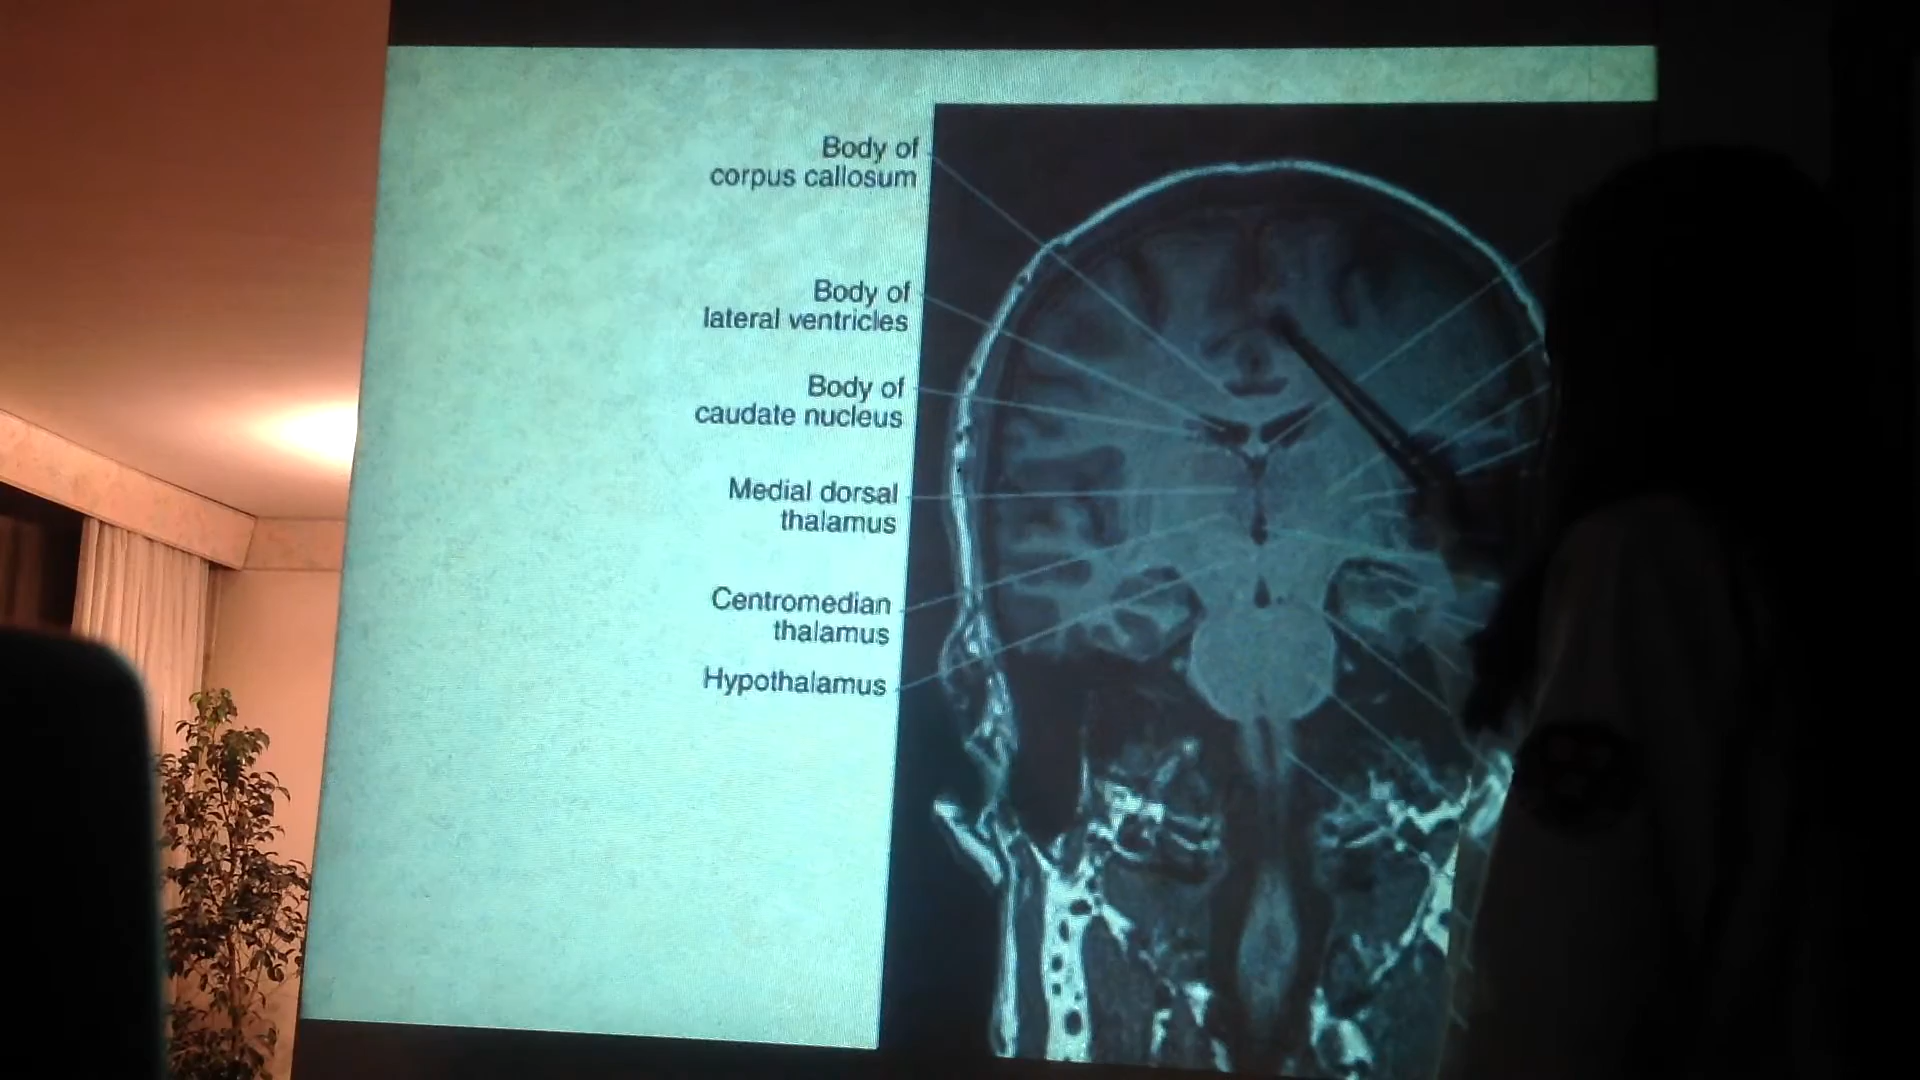 Body of
corpus callosum
Body of
lateral ventricles
Body of
caudate nucleus
Medial dorsal
thalamus
Centromedian
thalamus
Hypothalamus